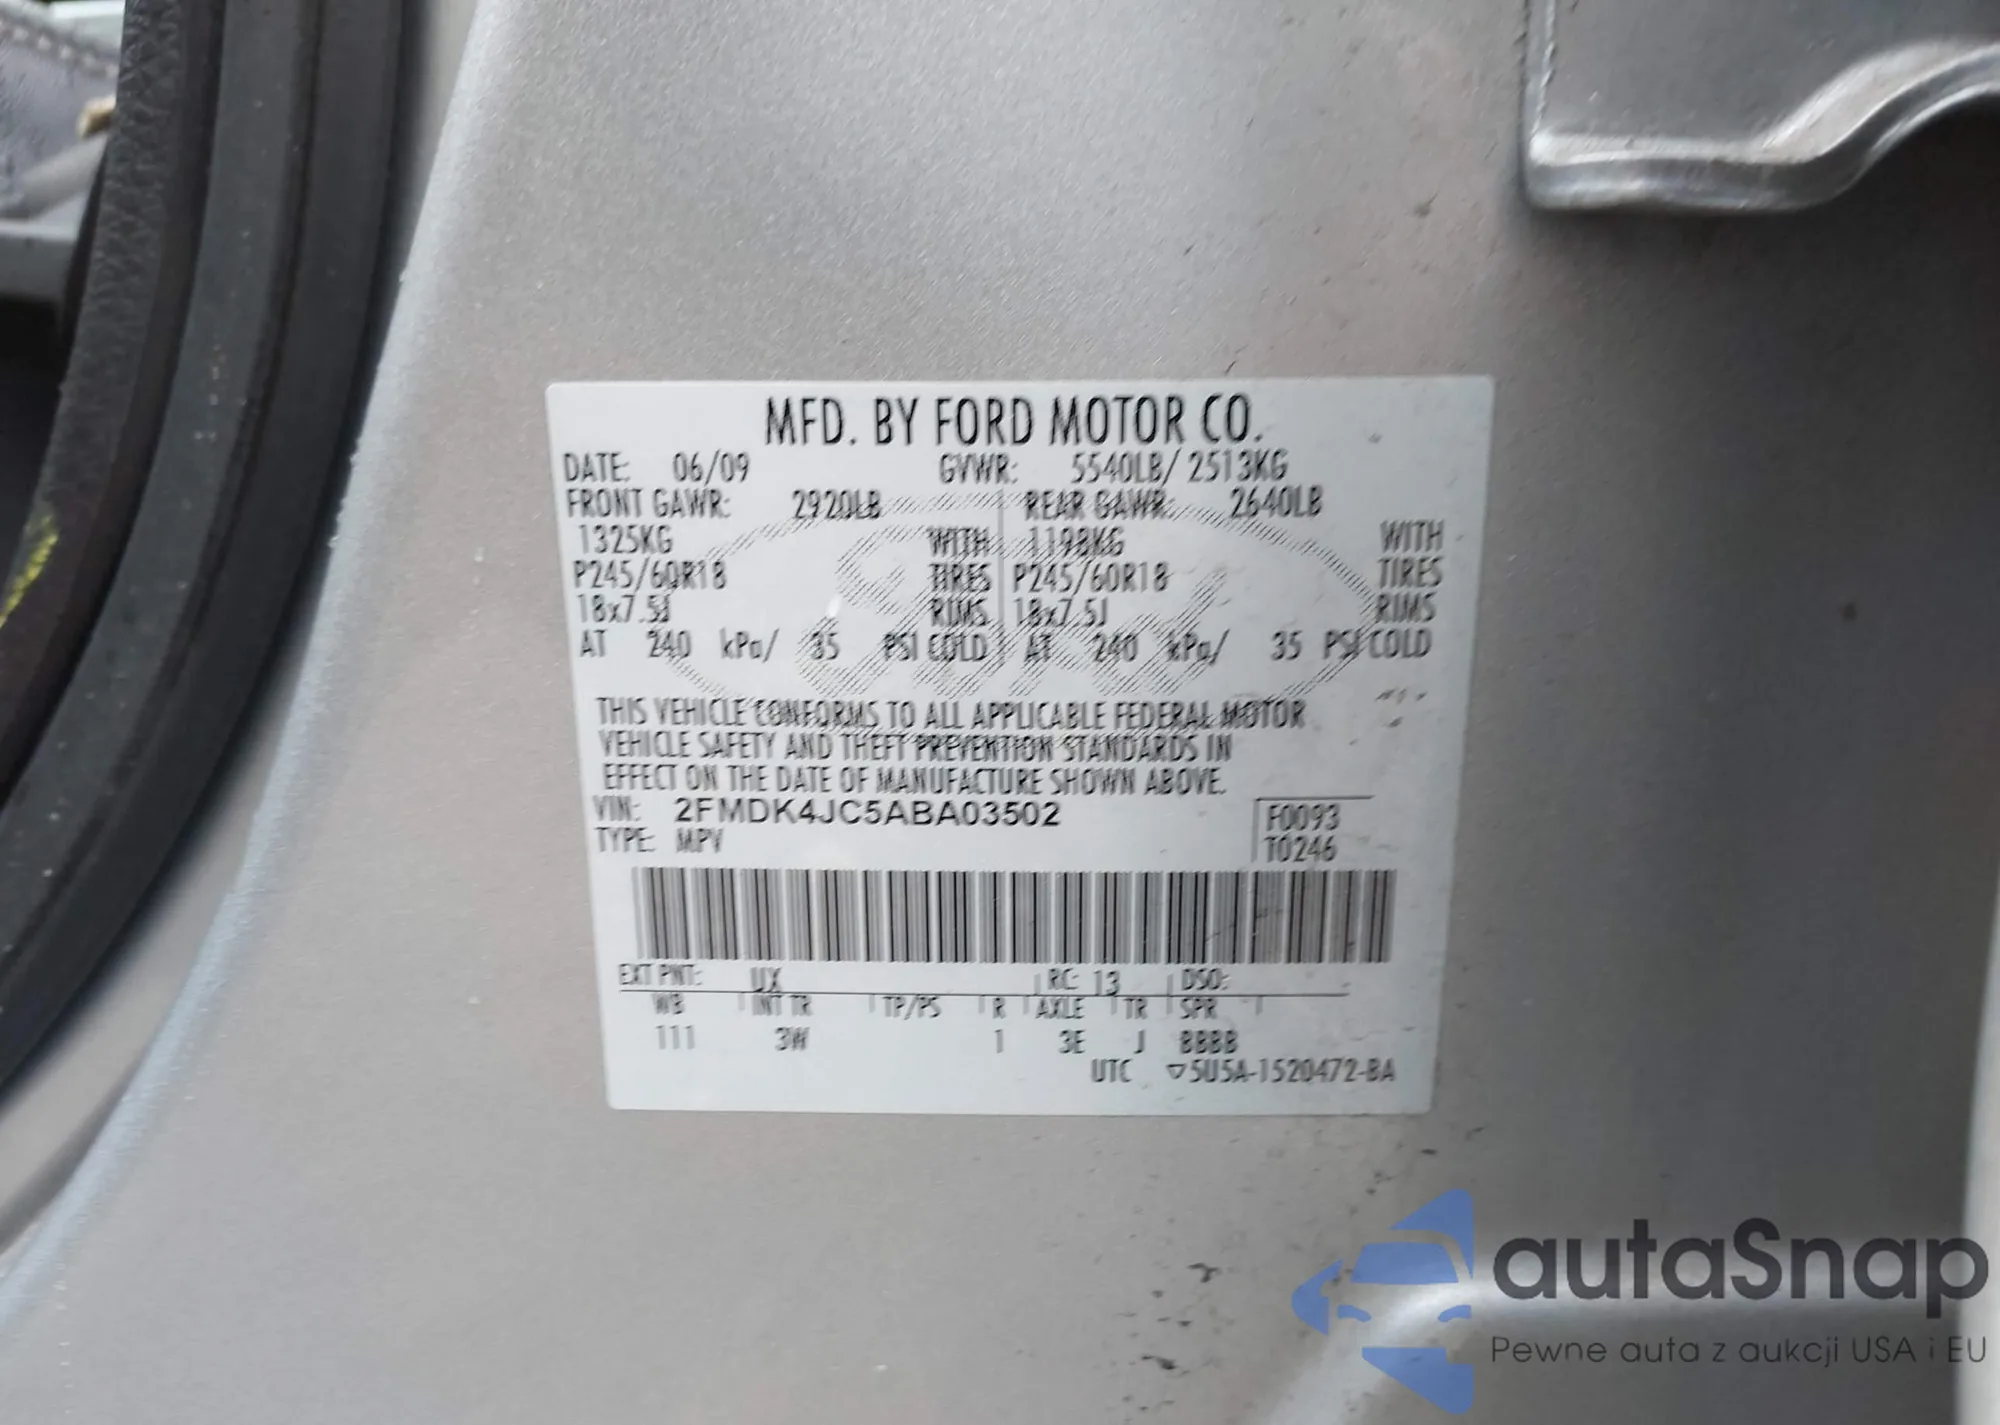 MFD. BY FORD MOTOR CO.
DATE: 06/09 GVWR: 5540LB/ 2513KG
FRONT GAWR: 2920LB REAR GAWR: 2640LB
1325KG WITH 1198KG WITH
P245/60R18 TIRES P245/60R18 TIRES
18x7.5J RIMS 18x7.5J RIMS
AT 240 kPa/ 35 PSI COLD AT 240 kPa/ 35 PSI COLD
THIS VEHICLE CONFORMS TO ALL APPLICABLE FEDERAL MOTOR
VEHICLE SAFETY AND THEFT PREVENTION STANDARDS IN
EFFECT ON THE DATE OF MANUFACTURE SHOWN ABOVE.
VIN: 2FMDK4JC5ABA03502 F0093
TYPE: MPV T0246
EXT PNT: UX RC: 13 DSO:
WB INT TR TP/PS R AXLE TR SPR
111 3W 1 3E J BBBB
UTC ▽5U5A-1520472-BA
autaSnap
Pewne auta z aukcji USA i EU